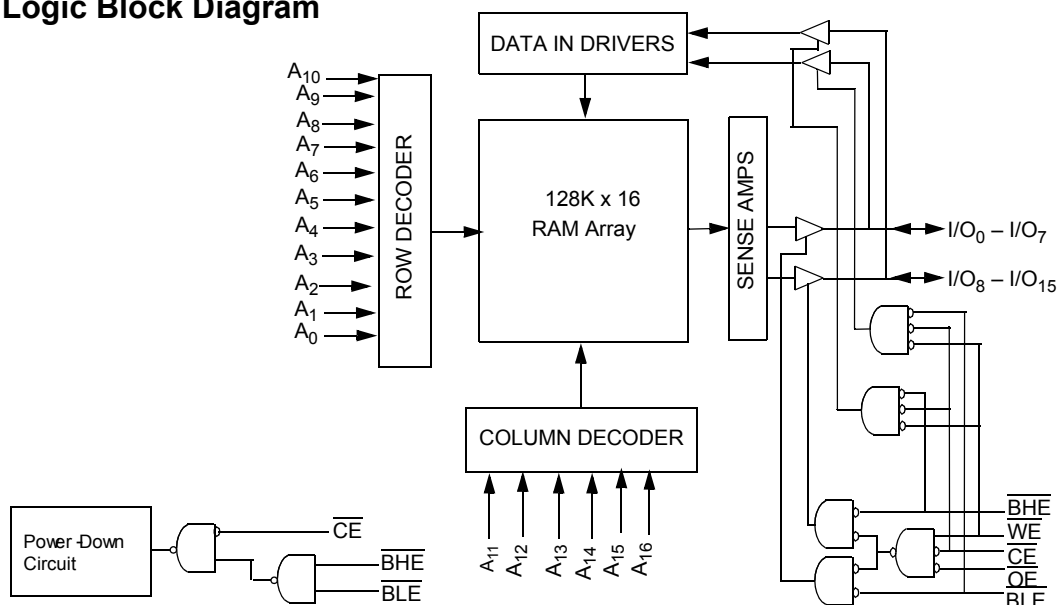 Logic Block Diagram
DATA IN DRIVERS
A10
A9
A8
A7
A6
A5
A4
A3
A2
A1
A0
ROW DECODER
128K x 16
RAM Array
SENSE AMPS
I/O0 – I/O7
I/O8 – I/O15
COLUMN DECODER
A11
A12
A13
A14
A15
A16
Power-Down
Circuit
CE
BHE
BLE
BHE
WE
CE
OE
BLE